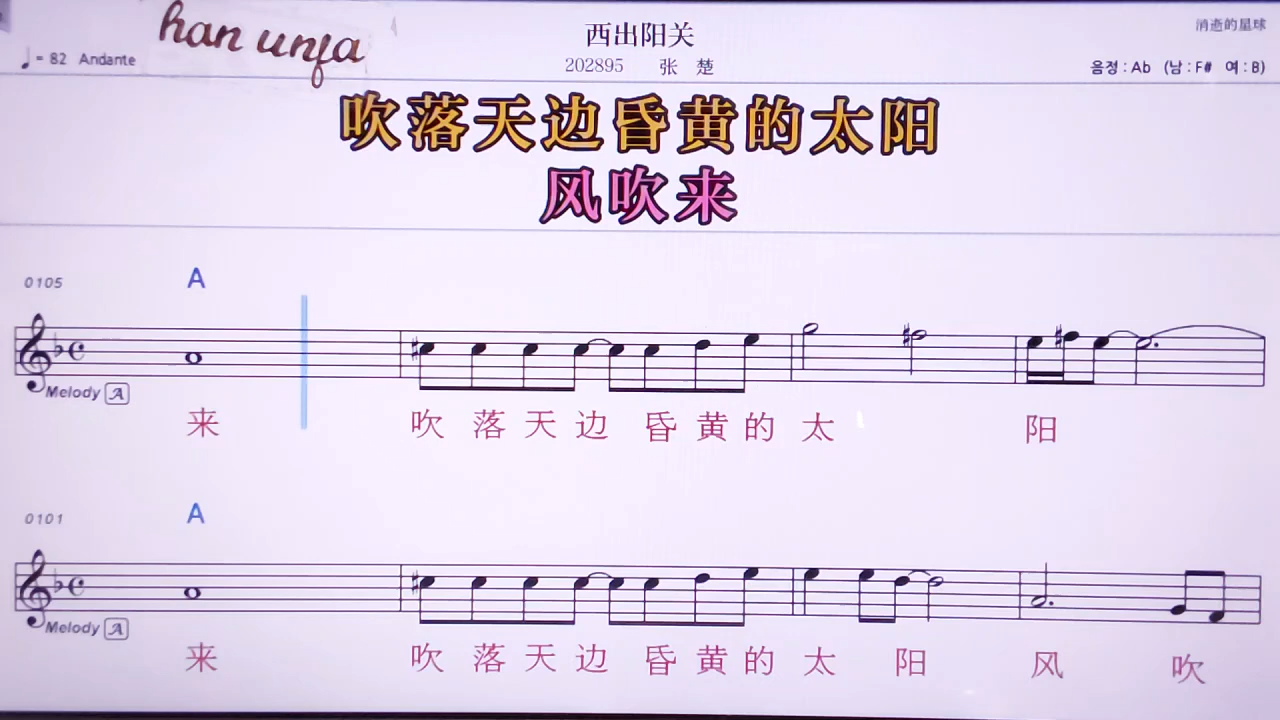 han unfa
西出阳关
消逝的星球
= 82 Andante
202895 张 楚
음정 : Ab (남 : F# 여 : B)
吹落天边昏黄的太阳
风吹来
0105 A
Melody A
来 吹 落 天 边 昏 黄 的 太 阳
0101 A
Melody A
来 吹 落 天 边 昏 黄 的 太 阳 风 吹